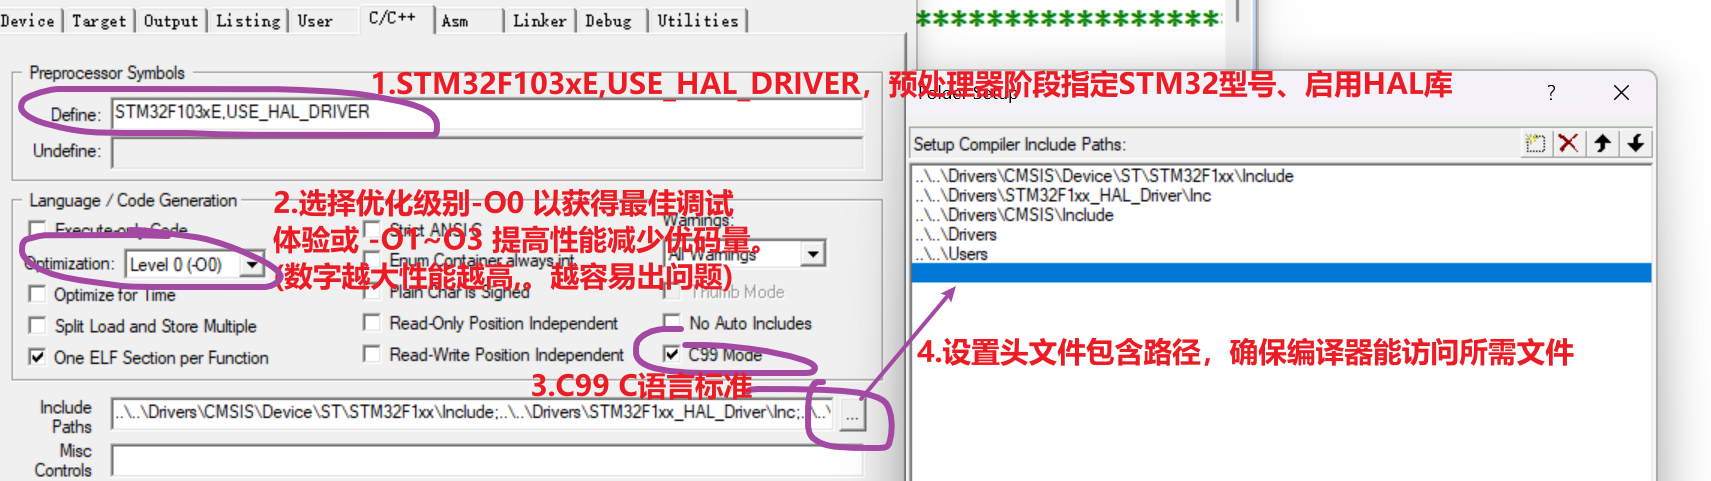 Device Target Output Listing User C/C++ Asm Linker Debug Utilities
******************
Preprocessor Symbols
1.STM32F103xE,USE_HAL_DRIVER，预处理器阶段指定STM32型号、启用HAL库
Define: STM32F103xE,USE_HAL_DRIVER
Undefine:
Language / Code Generation
2.选择优化级别-O0 以获得最佳调试
体验或 -O1~O3 提高性能减少优码量。
(数字越大性能越高,。越容易出问题)
Execute-only Code
Optimization: Level 0 (-O0)
Optimize for Time
Split Load and Store Multiple
One ELF Section per Function
Strict ANSI C
Enum Container always int
Plain Char is Signed
Read-Only Position Independent
Read-Write Position Independent
Warnings:
All Warnings
Thumb Mode
No Auto Includes
C99 Mode
3.C99 C语言标准
Include
Paths
..\..\Drivers\CMSIS\Device\ST\STM32F1xx\Include;..\..\Drivers\STM32F1xx_HAL_Driver\Inc;..\..\
...
Misc
Controls
Folder Setup
?
Setup Compiler Include Paths:
..\..\Drivers\CMSIS\Device\ST\STM32F1xx\Include
..\..\Drivers\STM32F1xx_HAL_Driver\Inc
..\..\Drivers\CMSIS\Include
..\..\Drivers
..\..\Users
4.设置头文件包含路径，确保编译器能访问所需文件